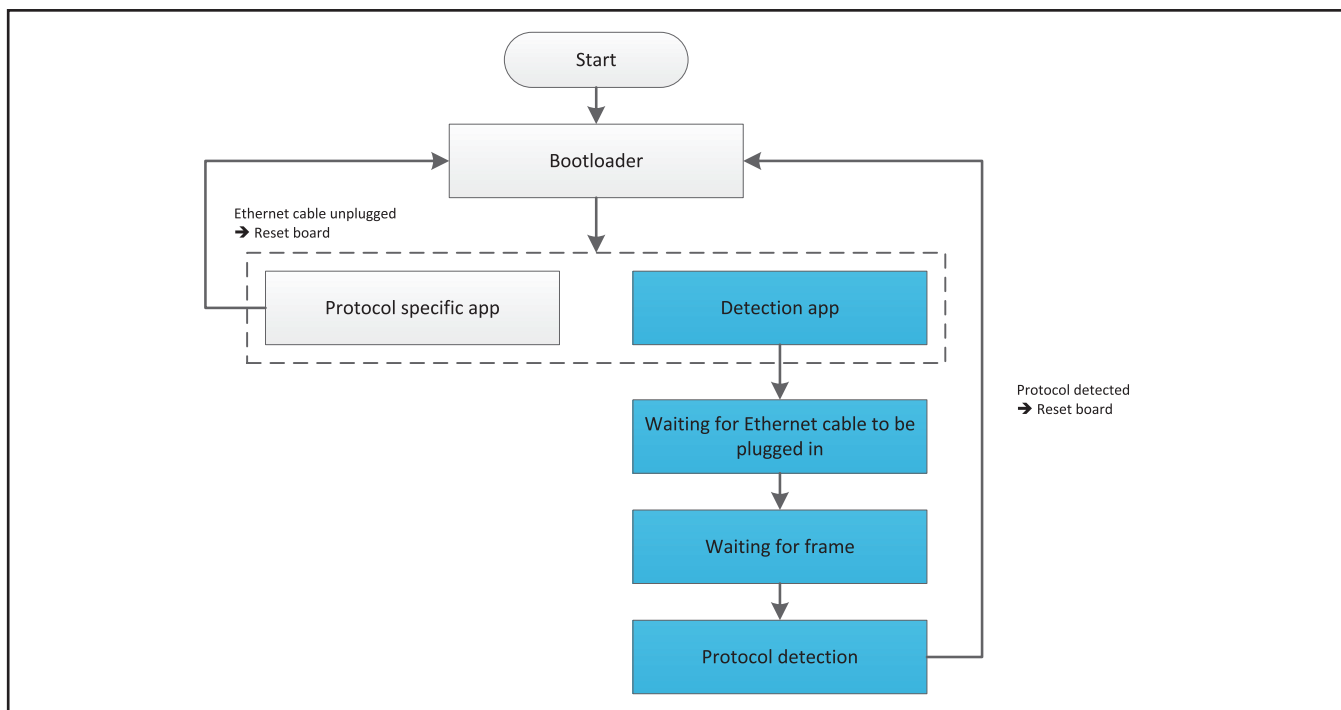 Start
Bootloader
Ethernet cable unplugged
➔ Reset board
Protocol specific app
Detection app
Waiting for Ethernet cable to be
plugged in
Protocol detected
➔ Reset board
Waiting for frame
Protocol detection